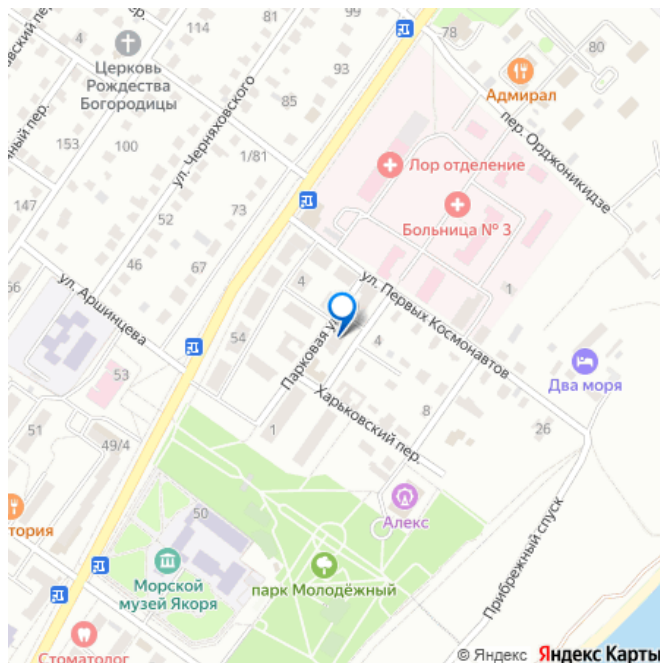 пер.
114
81
99
78
80
овский пер.
Церковь
Рождества
Богородицы
93
Адмирал
85
ул. Черняховского
пер. Орджоникидзе
153
100
1/81
Лор отделение
147
Больница № 3
52
73
46
67
ул. Аршинцева
ул. Первых Космонавтов
4
1
54
Парковая ул.
4
Два моря
53
Харьковский пер.
8
51
49/4
1
26
тория
50
Алекс
Прибрежный спуск
Морской
музей Якоря
парк Молодёжный
Стоматолог
© Яндекс Яндекс Карты